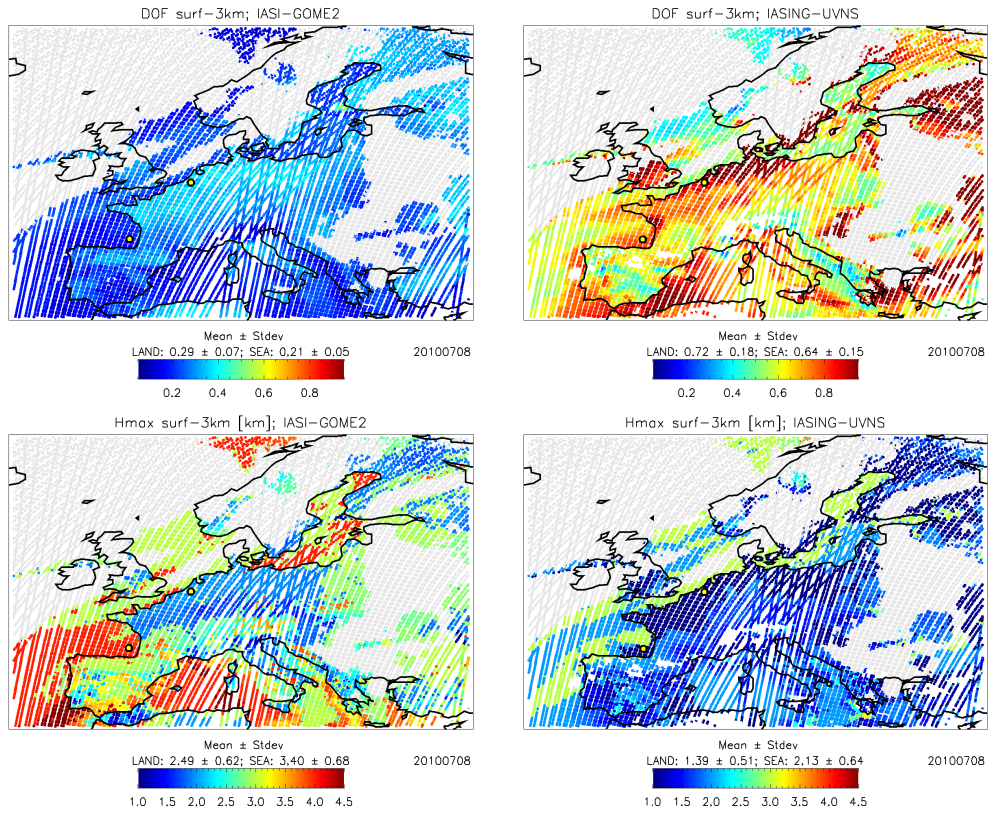 DOF surf-3km; IASI-GOME2
Mean ± Stdev
LAND: 0.29 ± 0.07; SEA: 0.21 ± 0.05
20100708
0.2 0.4 0.6 0.8
DOF surf-3km; IASING-UVNS
Mean ± Stdev
LAND: 0.72 ± 0.18; SEA: 0.64 ± 0.15
20100708
0.2 0.4 0.6 0.8
Hmax surf-3km [km]; IASI-GOME2
Mean ± Stdev
LAND: 2.49 ± 0.62; SEA: 3.40 ± 0.68
20100708
1.0 1.5 2.0 2.5 3.0 3.5 4.0 4.5
Hmax surf-3km [km]; IASING-UVNS
Mean ± Stdev
LAND: 1.39 ± 0.51; SEA: 2.13 ± 0.64
20100708
1.0 1.5 2.0 2.5 3.0 3.5 4.0 4.5